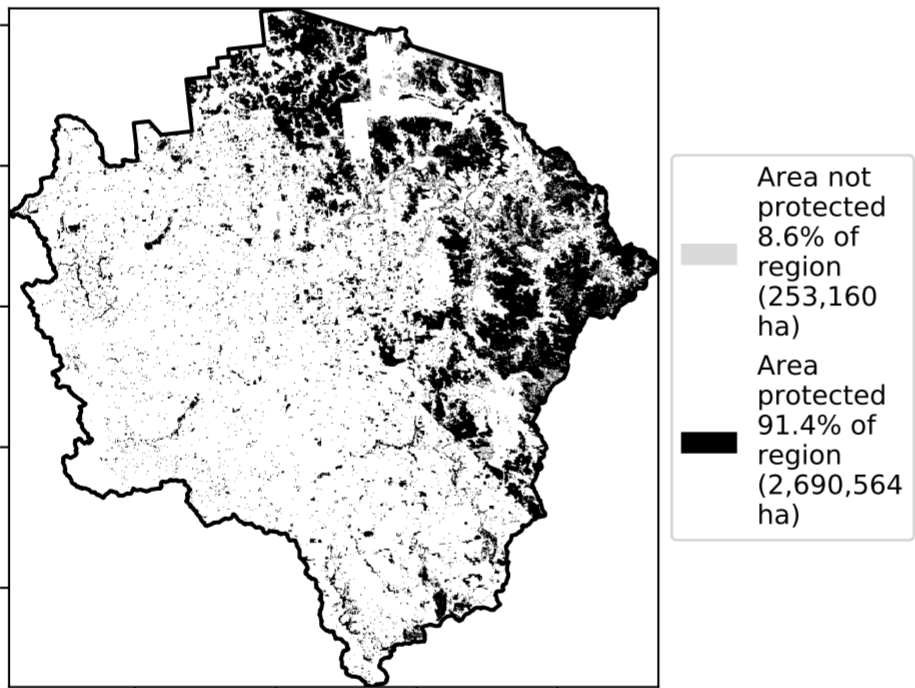 Area not
protected
8.6% of
region
(253,160
ha)
Area
protected
91.4% of
region
(2,690,564
ha)